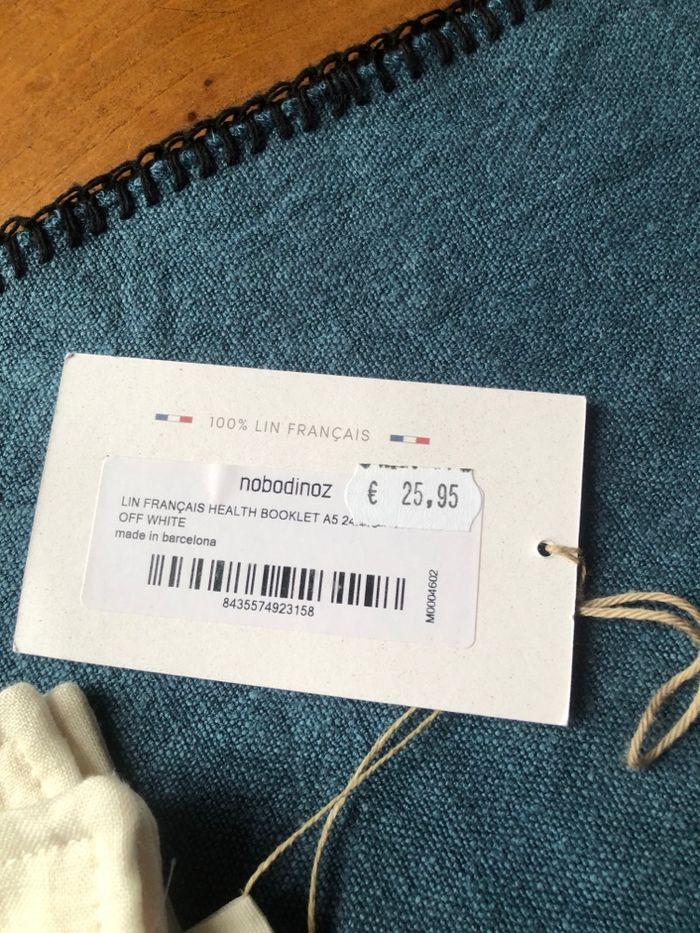 100% LIN FRANÇAIS
nobodinoz
€ 25,95
LIN FRANÇAIS HEALTH BOOKLET A5
OFF WHITE
made in barcelona
8435574923158
M0004602